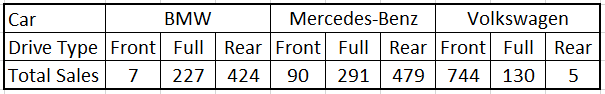 Car BMW Mercedes-Benz Volkswagen
Drive Type Front Full Rear Front Full Rear Front Full Rear
Total Sales 7 227 424 90 291 479 744 130 5